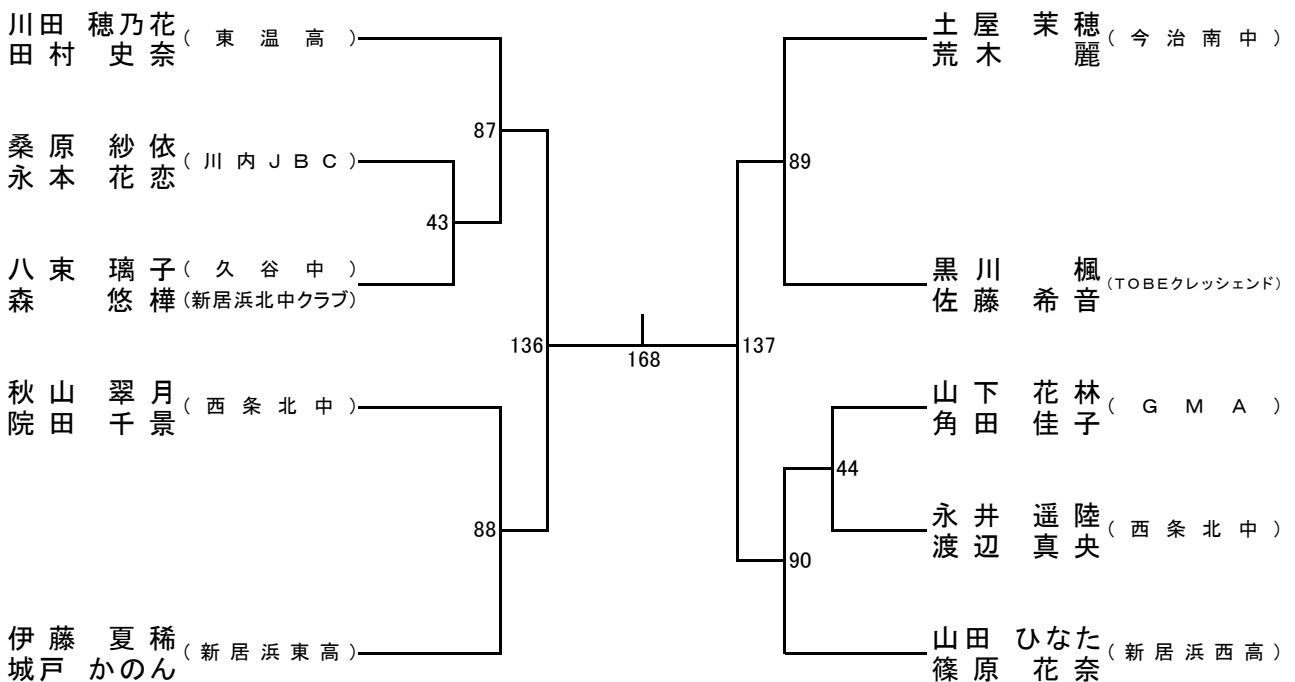 川田 穂乃花
田村 史奈
(東温高)
桑原 紗依
永本 花恋
(川内JBC)
八束 璃子
森 悠樺
(久谷中)
(新居浜北中クラブ)
秋山 翠月
院田 千景
(西条北中)
伊藤 夏稀
城戸 かのん
(新居浜東高)
87
43
136
88
168
137
89
44
90
土屋 茉穂
荒木 麗
(今治南中)
黒川 楓
佐藤 希音
(TOBEクレッシェンド)
山下 花林
角田 佳子
(GMA)
永井 遥陸
渡辺 真央
(西条北中)
山田 ひなた
篠原 花奈
(新居浜西高)